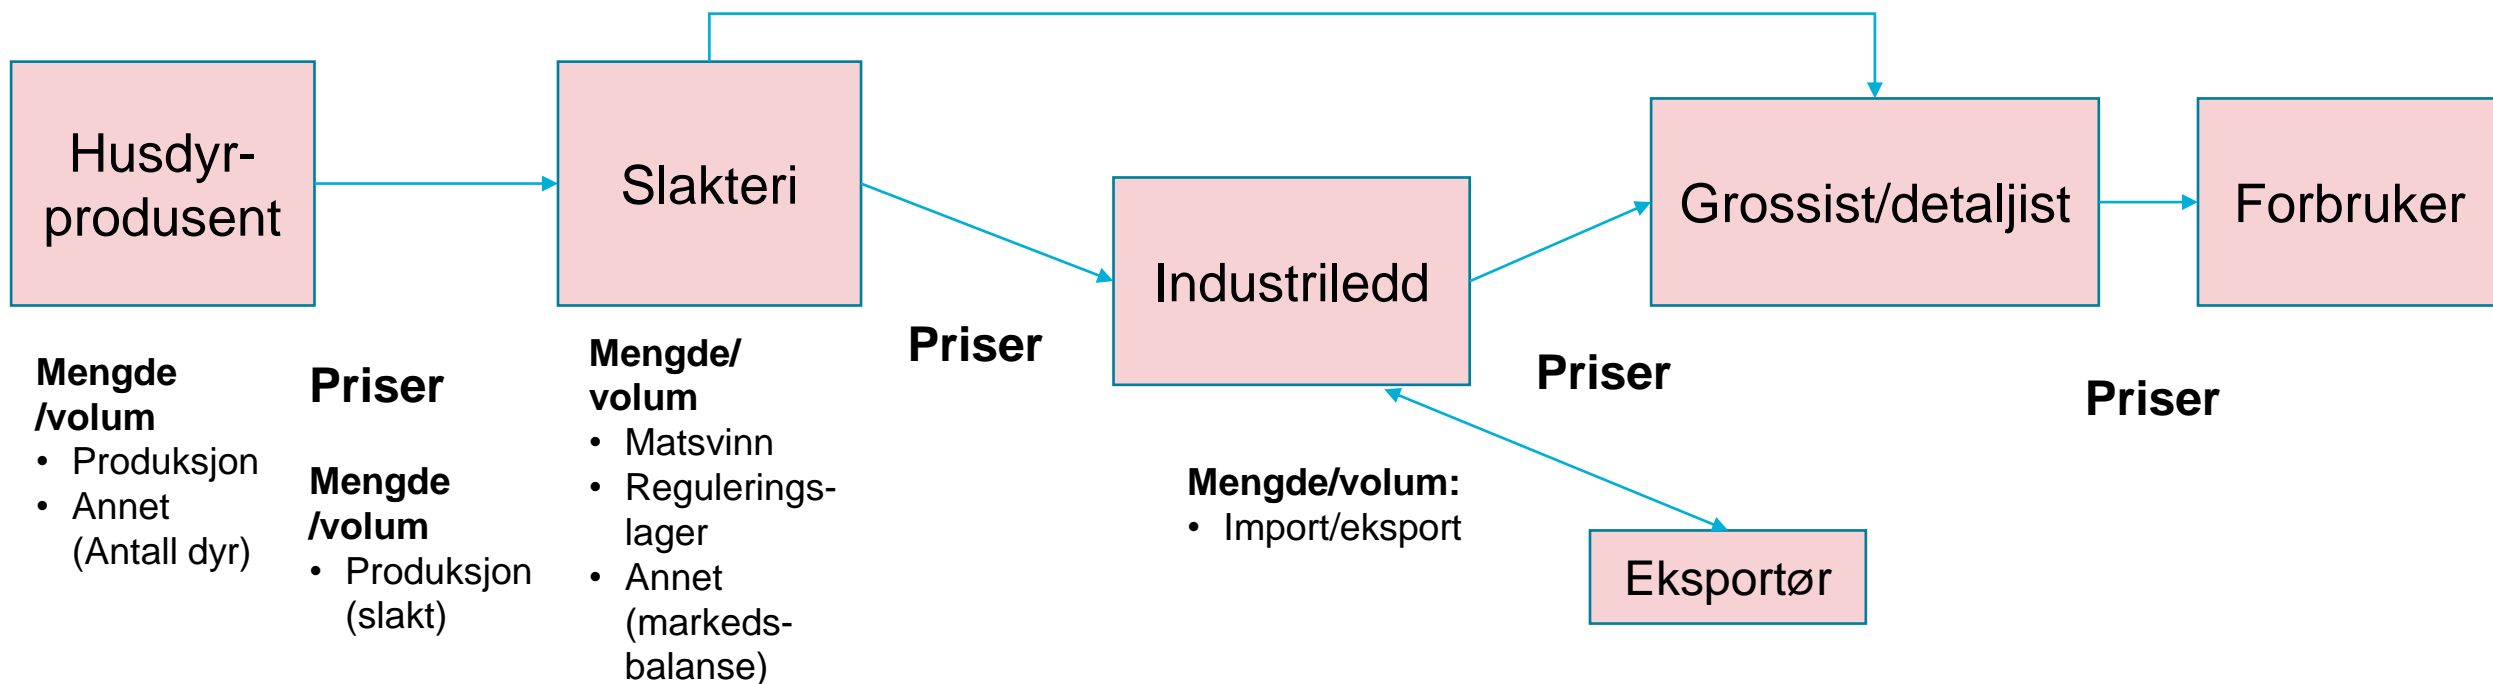 Husdyr-
produsent
Slakteri
Industriledd
Grossist/detaljist
Forbruker
Eksportør
Mengde
/volum
• Produksjon
• Annet
(Antall dyr)
Priser
Mengde
/volum
• Produksjon
(slakt)
Mengde/
volum
• Matsvinn
• Regulerings-
lager
• Annet
(markeds-
balanse)
Priser
Mengde/volum:
• Import/eksport
Priser
Priser